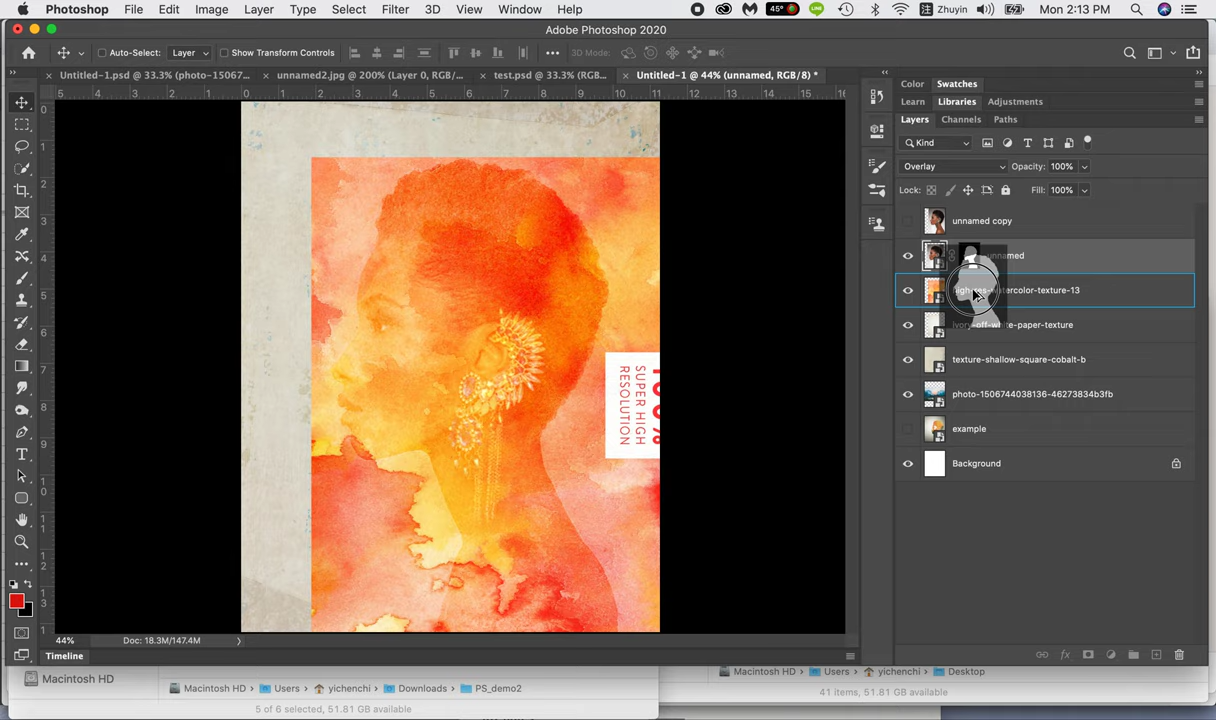 Photoshop File Edit Image Layer Type Select Filter 3D View Window Help 45° Zhuyin Mon 2:13 PM
Adobe Photoshop 2020
Auto-Select: Layer Show Transform Controls 3D Mode:
Untitled-1.psd @ 33.3% (photo-15067... unnamed2.jpg @ 200% (Layer 0, RGB/... test.psd @ 33.3% (RGB... Untitled-1 @ 44% (unnamed, RGB/8) *
Color Swatches
Learn Libraries Adjustments
Layers Channels Paths
Kind
Overlay Opacity: 100%
Lock: Fill: 100%
unnamed copy
unnamed
ivory-off-white-paper-texture
texture-shallow-square-cobalt-b
photo-1506744038136-46273834b3fb
example
Background
100%
SUPER HIGH
RESOLUTION
44% Doc: 18.3M/147.4M
Timeline
Macintosh HD
Macintosh HD Users yichenchi Downloads PS_demo2
5 of 6 selected, 51.81 GB available
Macintosh HD Users yichenchi Desktop
41 items, 51.81 GB available